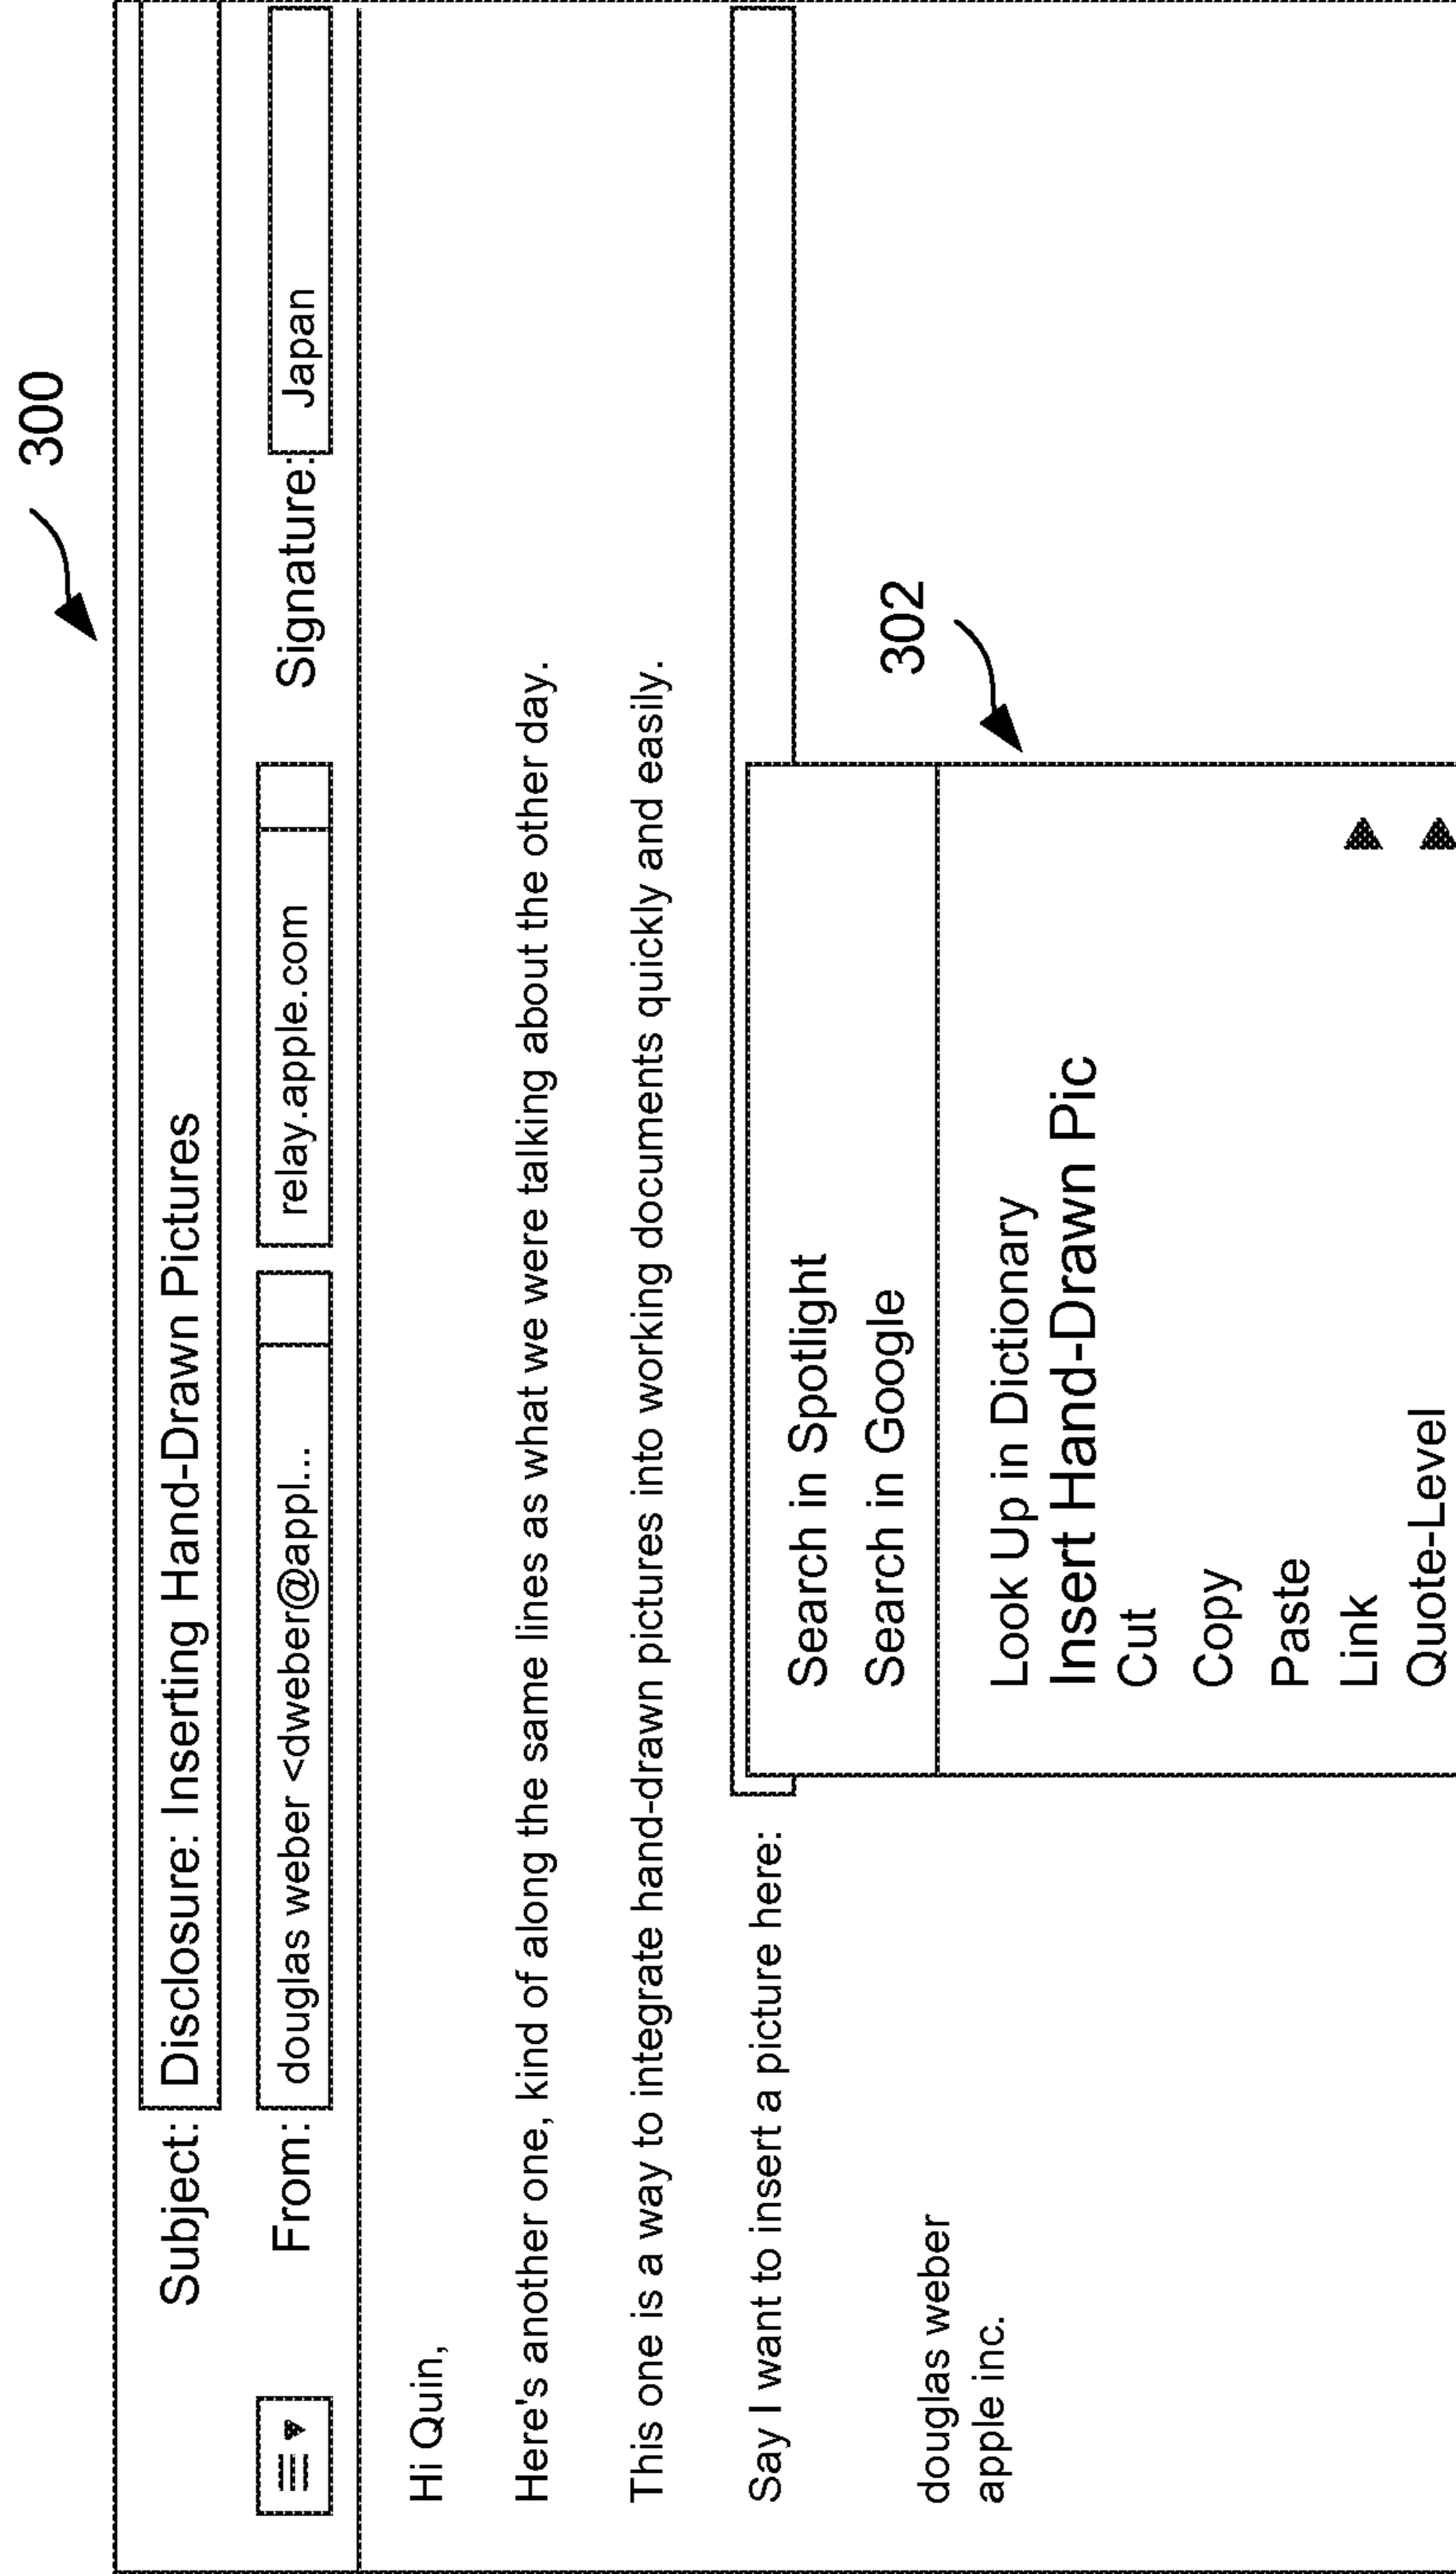 300
Subject: Disclosure: Inserting Hand-Drawn Pictures
From: douglas weber <dweber@appl... relay.apple.com Signature: Japan
Hi Quin,
Here's another one, kind of along the same lines as what we were talking about the other day.
This one is a way to integrate hand-drawn pictures into working documents quickly and easily.
Say I want to insert a picture here:
302
Search in Spotlight
Search in Google
Look Up in Dictionary
Insert Hand-Drawn Pic
Cut
Copy
Paste
Link
Quote-Level
douglas weber
apple inc.